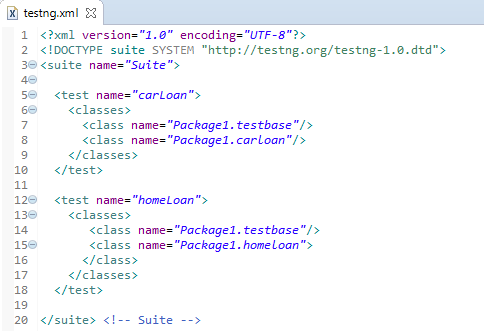 testng.xml
1 <?xml version="1.0" encoding="UTF-8"?>
2 <!DOCTYPE suite SYSTEM "http://testng.org/testng-1.0.dtd">
3 <suite name="Suite">
4
5   <test name="carLoan">
6     <classes>
7       <class name="Package1.testbase"/>
8       <class name="Package1.carloan"/>
9     </classes>
10   </test>
11
12   <test name="homeLoan">
13     <classes>
14        <class name="Package1.testbase"/>
15        <class name="Package1.homeloan">
16        </class>
17     </classes>
18   </test>
19
20 </suite> <!-- Suite -->